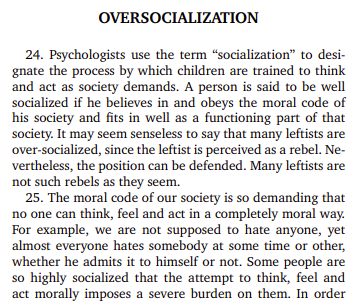 OVERSOCIALIZATION
24. Psychologists use the term “socialization” to desi-
gnate the process by which children are trained to think
and act as society demands. A person is said to be well
socialized if he believes in and obeys the moral code of
his society and fits in well as a functioning part of that
society. It may seem senseless to say that many leftists are
over-socialized, since the leftist is perceived as a rebel. Ne-
vertheless, the position can be defended. Many leftists are
not such rebels as they seem.
25. The moral code of our society is so demanding that
no one can think, feel and act in a completely moral way.
For example, we are not supposed to hate anyone, yet
almost everyone hates somebody at some time or other,
whether he admits it to himself or not. Some people are
so highly socialized that the attempt to think, feel and
act morally imposes a severe burden on them. In order